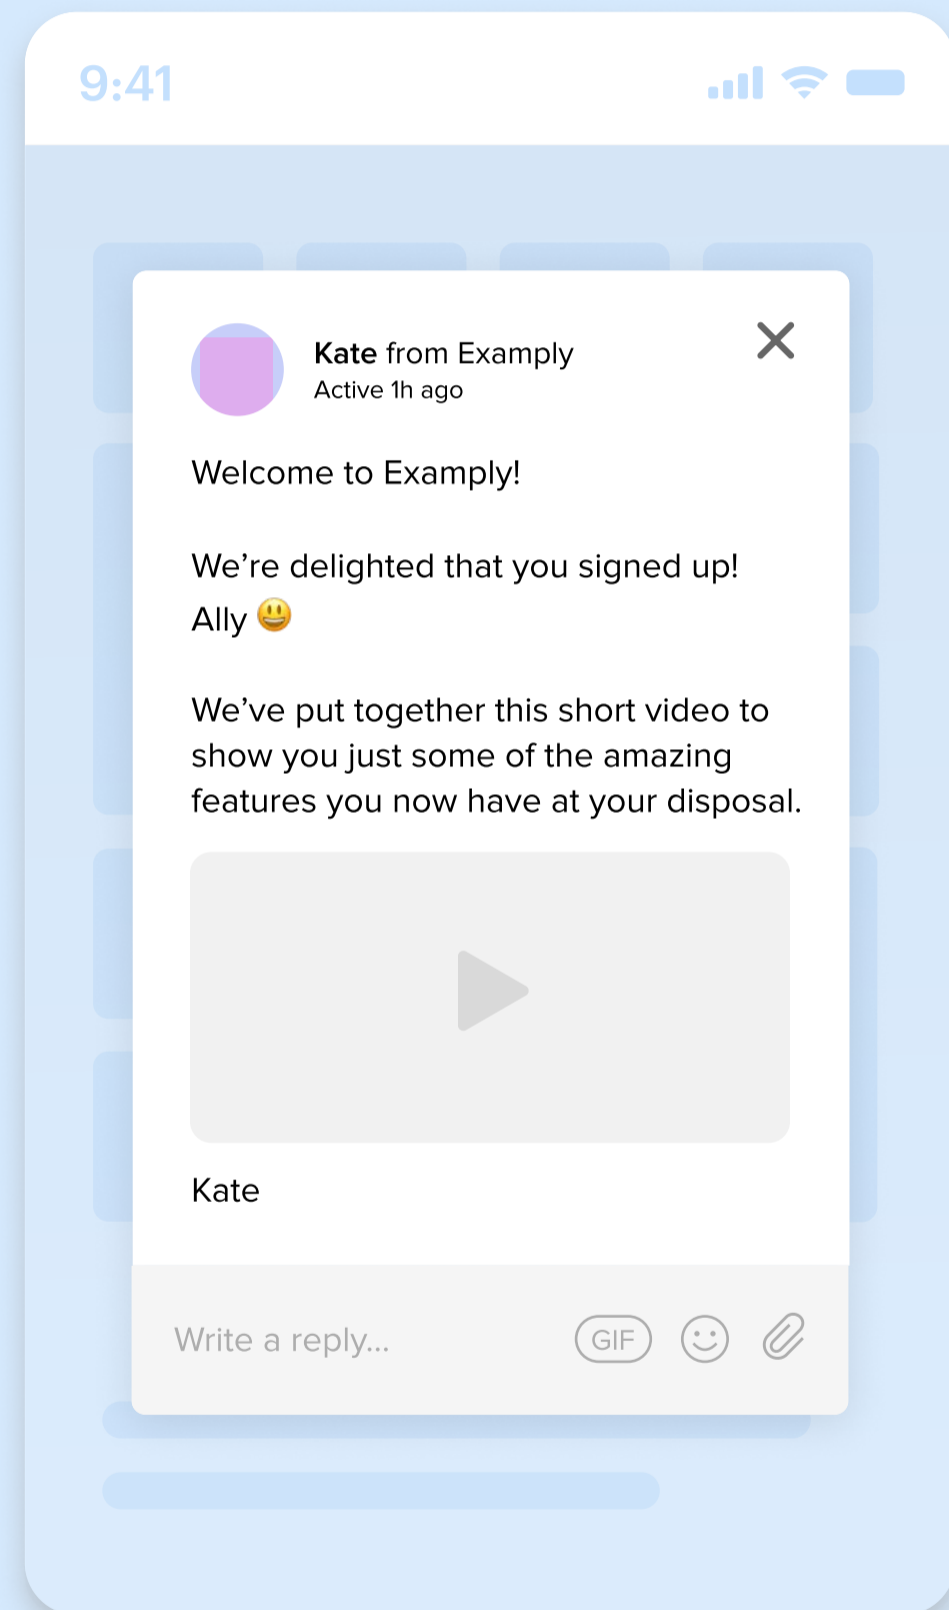 9:41
Kate from Examply
Active 1h ago
Welcome to Examply!
We’re delighted that you signed up!
Ally 😃
We’ve put together this short video to
show you just some of the amazing
features you now have at your disposal.
Kate
Write a reply...
GIF